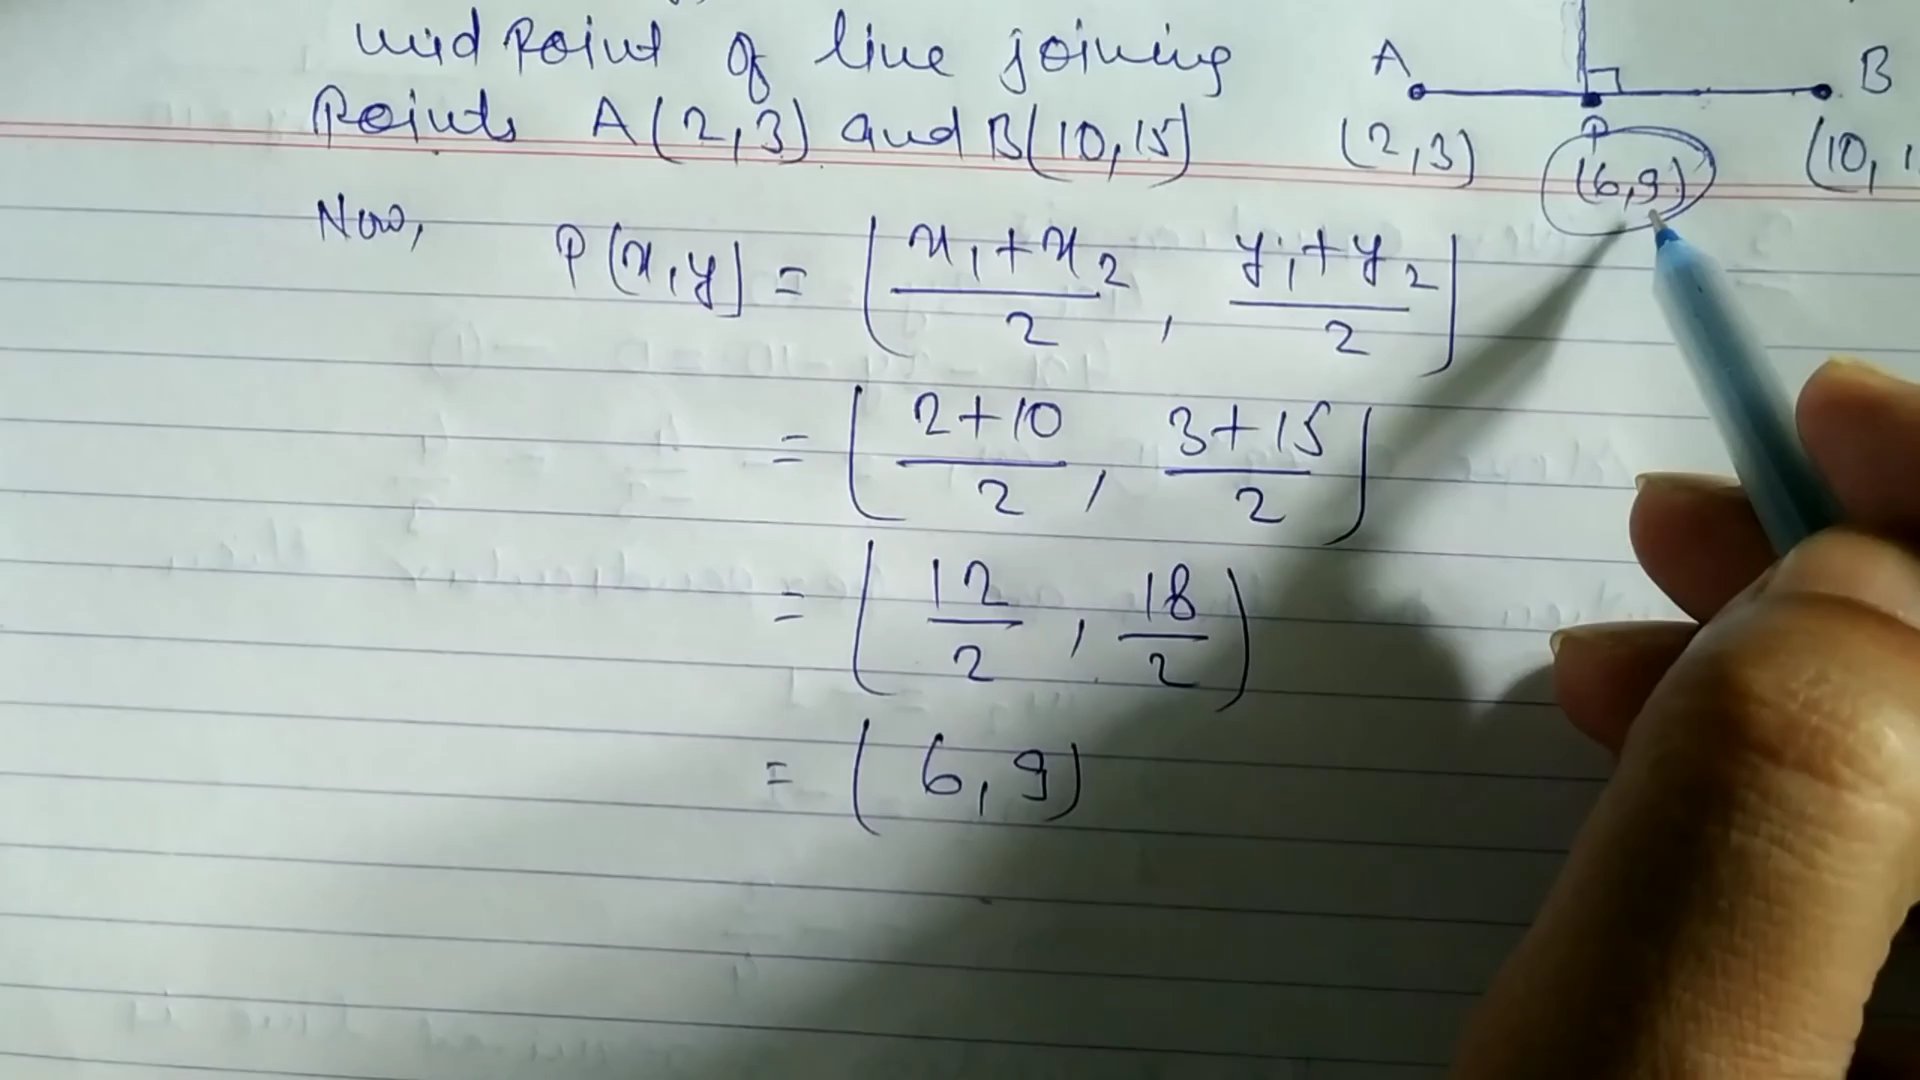 mid point of line joining
Points A(2,3) and B(10,15)
A B
P
(2,3) (6,9) (10, 1
Now, P(x,y) = (x₁+x₂/2, y₁+y₂/2)
= (2+10/2, 3+15/2)
= (12/2, 18/2)
= (6,9)